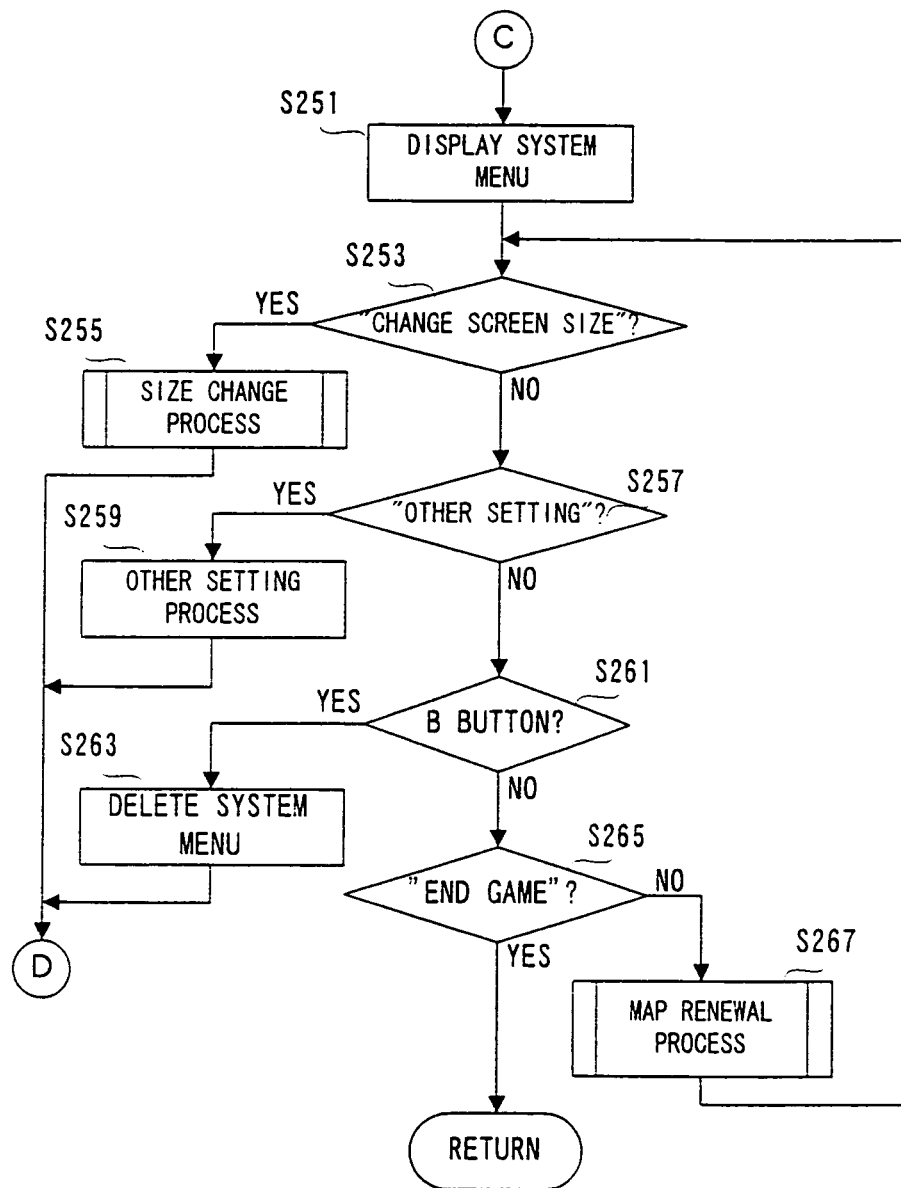 C
S251
DISPLAY SYSTEM
MENU
S253
YES
"CHANGE SCREEN SIZE"?
S255
NO
SIZE CHANGE
PROCESS
S257
YES
"OTHER SETTING"?
S259
NO
OTHER SETTING
PROCESS
S261
YES
B BUTTON?
S263
NO
DELETE SYSTEM
MENU
S265
"END GAME"?
NO
YES
D
S267
MAP RENEWAL
PROCESS
RETURN